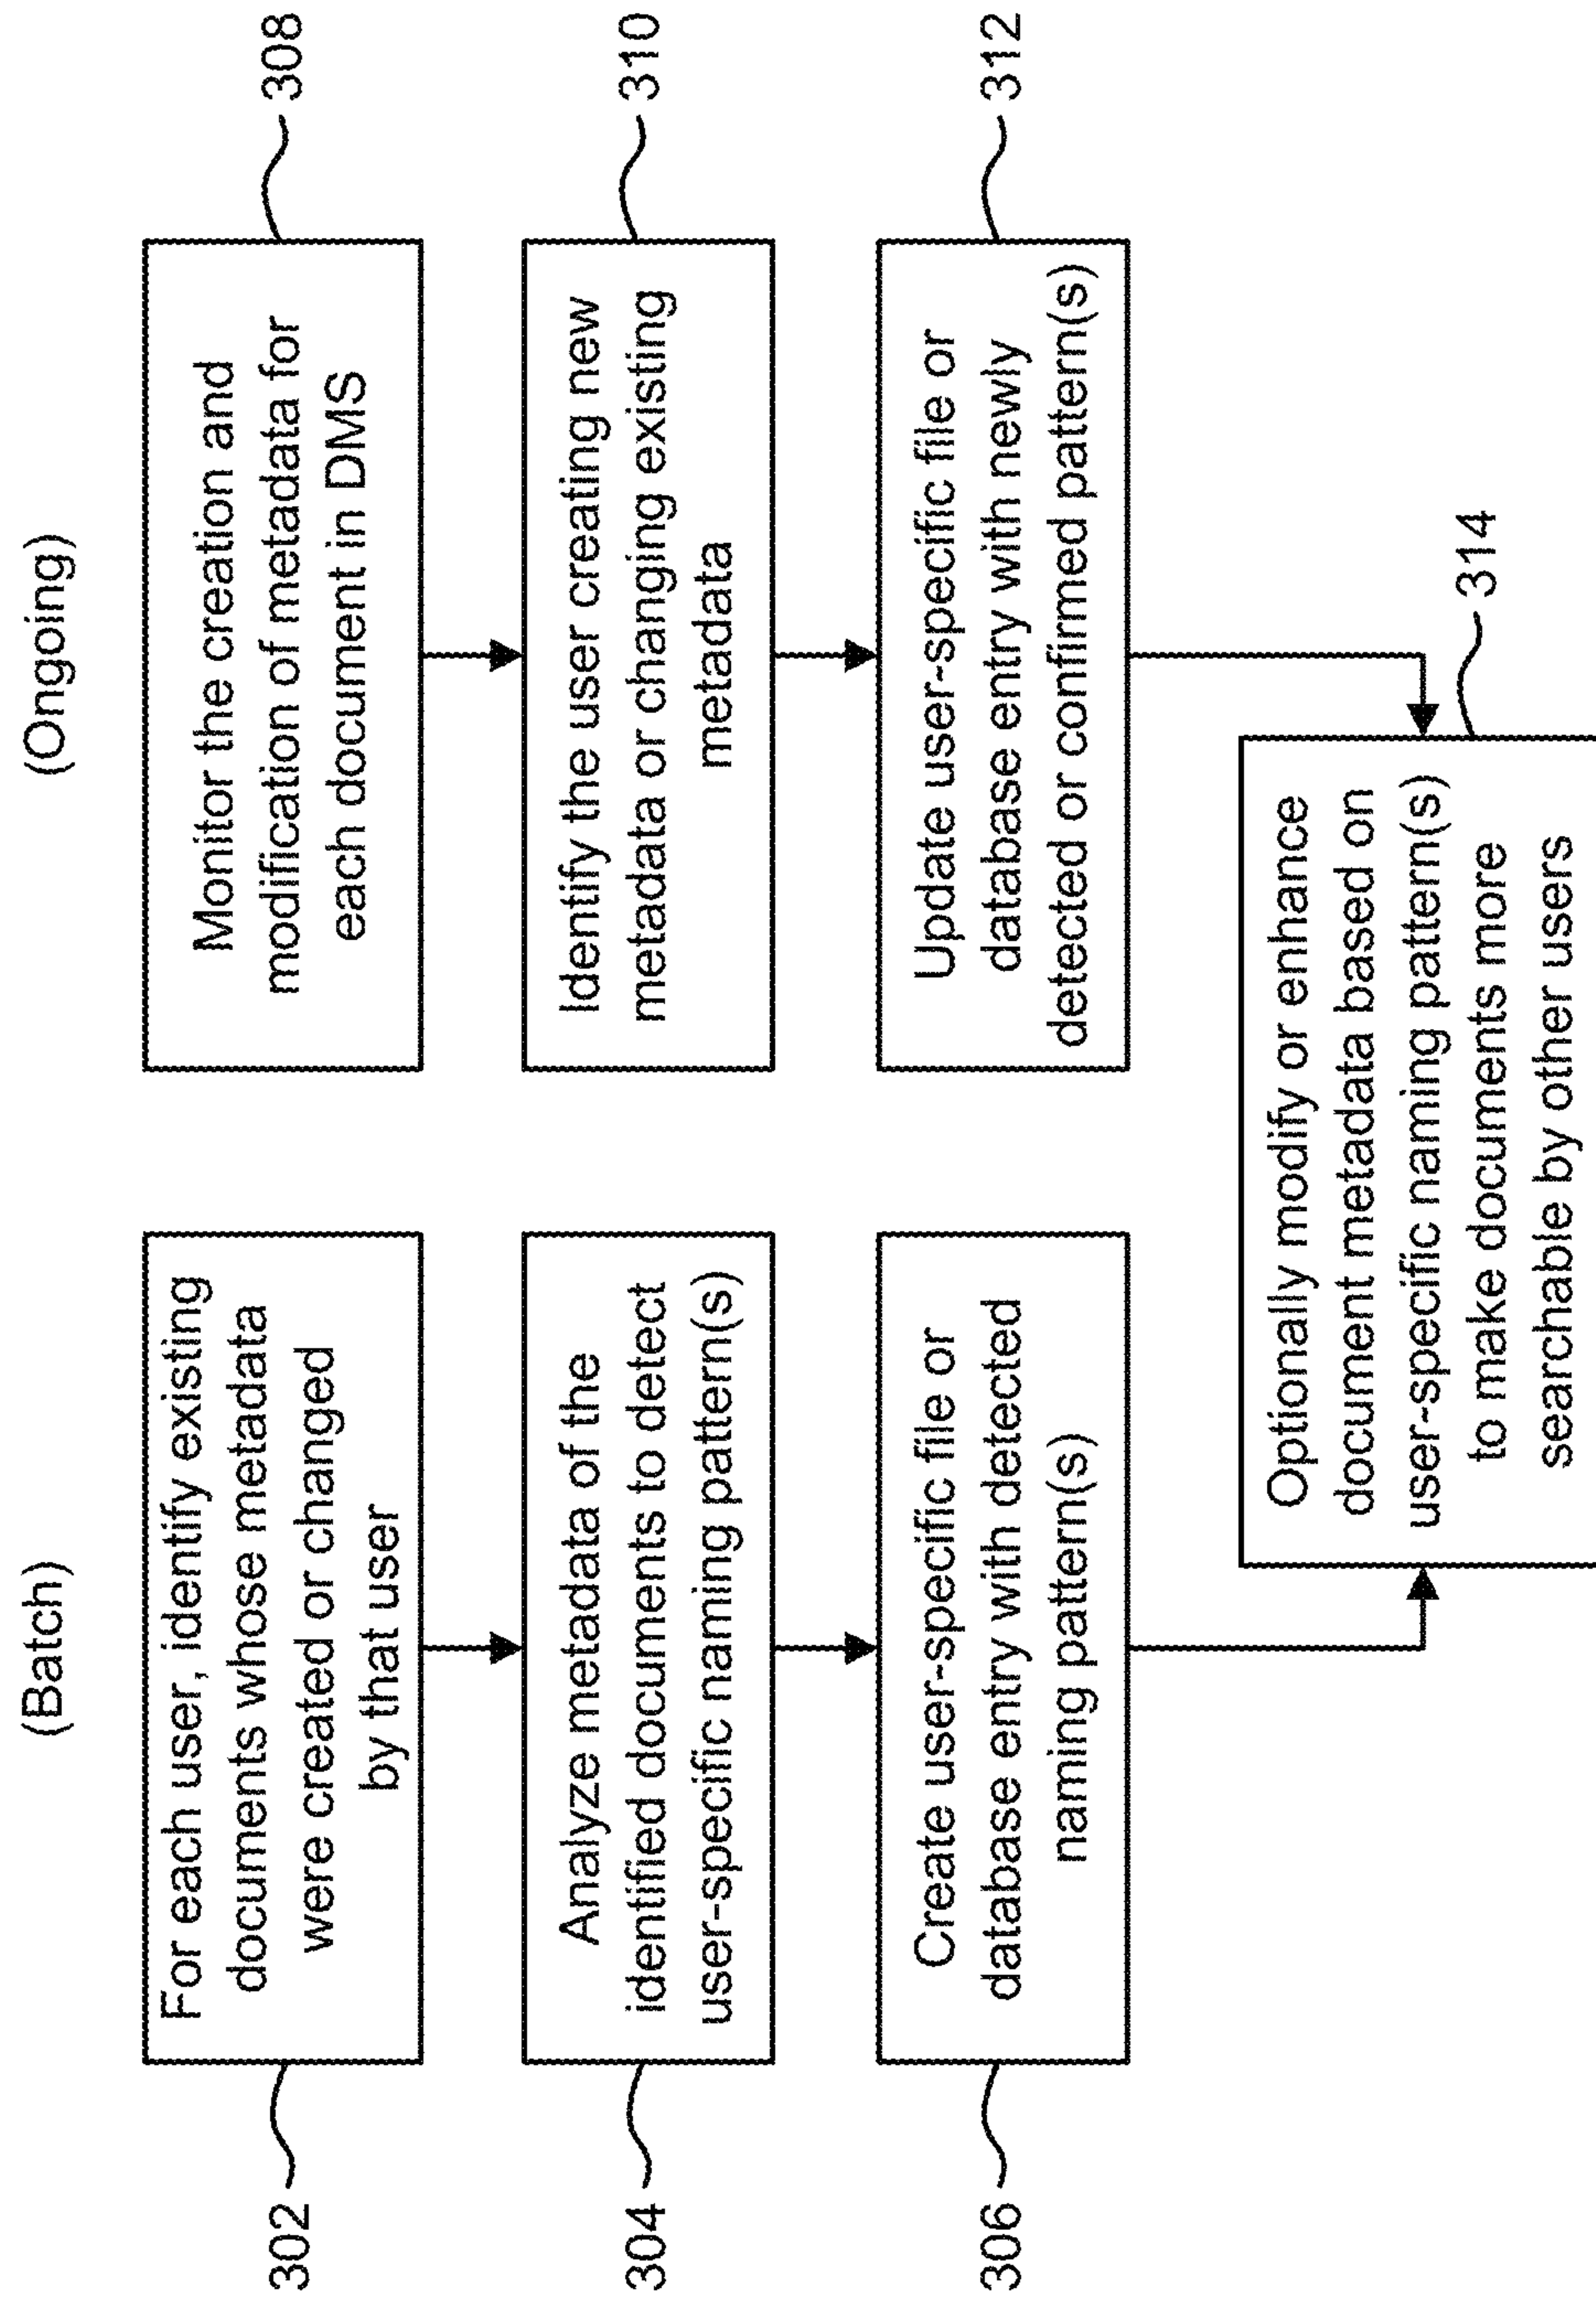 (Batch)
302
For each user, identify existing
documents whose metadata
were created or changed
by that user
304
Analyze metadata of the
identified documents to detect
user-specific naming pattern(s)
306
Create user-specific file or
database entry with detected
naming pattern(s)
(Ongoing)
308
Monitor the creation and
modification of metadata for
each document in DMS
310
Identify the user creating new
metadata or changing existing
metadata
312
Update user-specific file or
database entry with newly
detected or confirmed pattern(s)
314
Optionally modify or enhance
document metadata based on
user-specific naming pattern(s)
to make documents more
searchable by other users